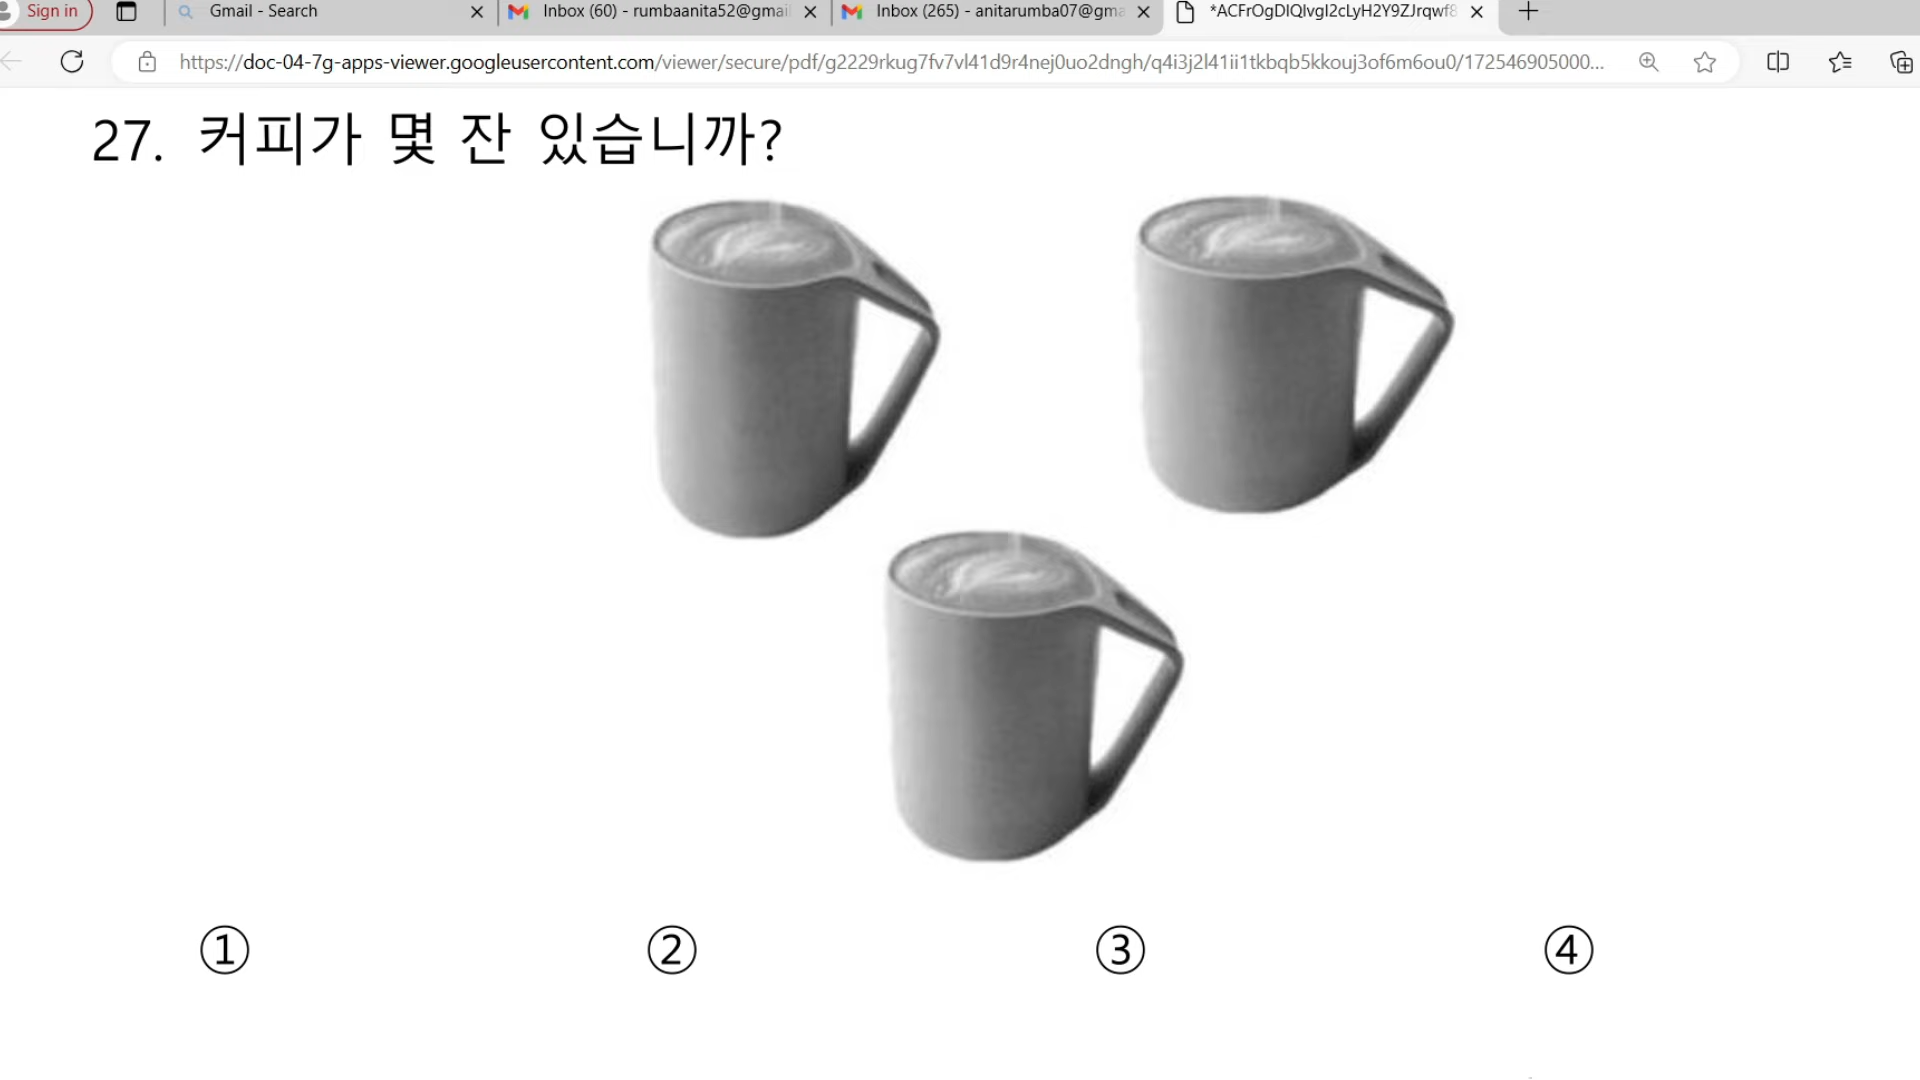 Sign in
Gmail - Search
Inbox (60) - rumbaanita52@gmai
Inbox (265) - anitarumba07@gma
*ACFrOgDIQIvgI2cLyH2Y9ZJrqwf8
https://doc-04-7g-apps-viewer.googleusercontent.com/viewer/secure/pdf/g2229rkug7fv7vl41d9r4nej0uo2dngh/q4i3j2l41ii1tkbqb5kkouj3of6m6ou0/172546905000...
27. 커피가 몇 잔 있습니까?
① ② ③ ④